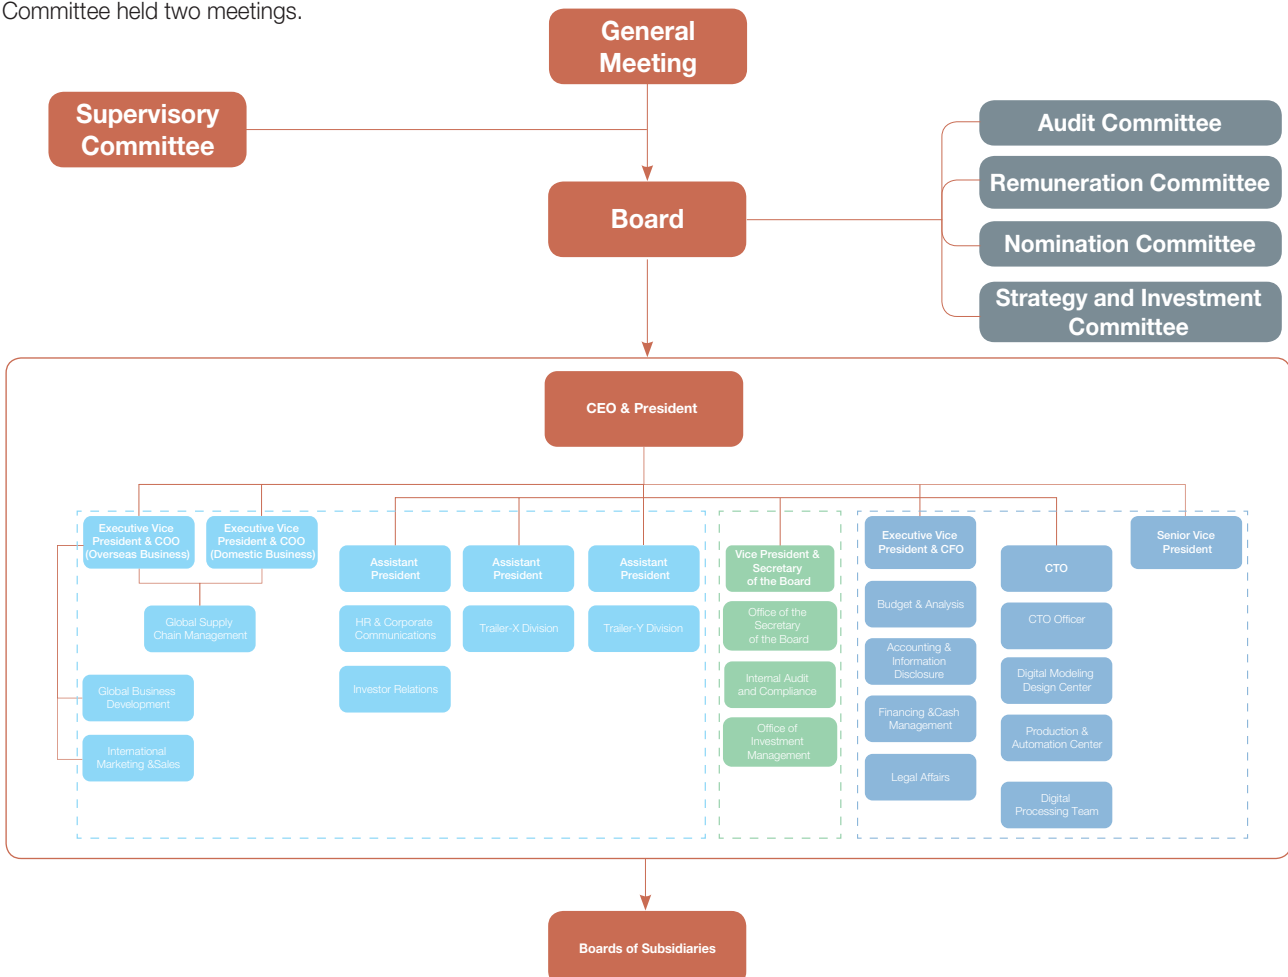 Committee held two meetings.
General
Meeting
Supervisory
Committee
Audit Committee
Remuneration Committee
Board
Nomination Committee
Strategy and Investment
Committee
CEO & President
Executive Vice
President & COO
(Overseas Business)
Executive Vice
President & COO
(Domestic Business)
Assistant
President
Assistant
President
Assistant
President
Vice President &
Secretary
of the Board
Executive Vice
President & CFO
CTO
Senior Vice
President
Global Supply
Chain Management
Global Business
Development
International
Marketing &Sales
HR & Corporate
Communications
Investor Relations
Trailer-X Division
Trailer-Y Division
Office of the
Secretary
of the Board
Internal Audit
and Compliance
Office of
Investment
Management
Budget & Analysis
Accounting &
Information
Disclosure
Financing &Cash
Management
Legal Affairs
CTO Officer
Digital Modeling
Design Center
Production &
Automation Center
Digital
Processing Team
Boards of Subsidiaries